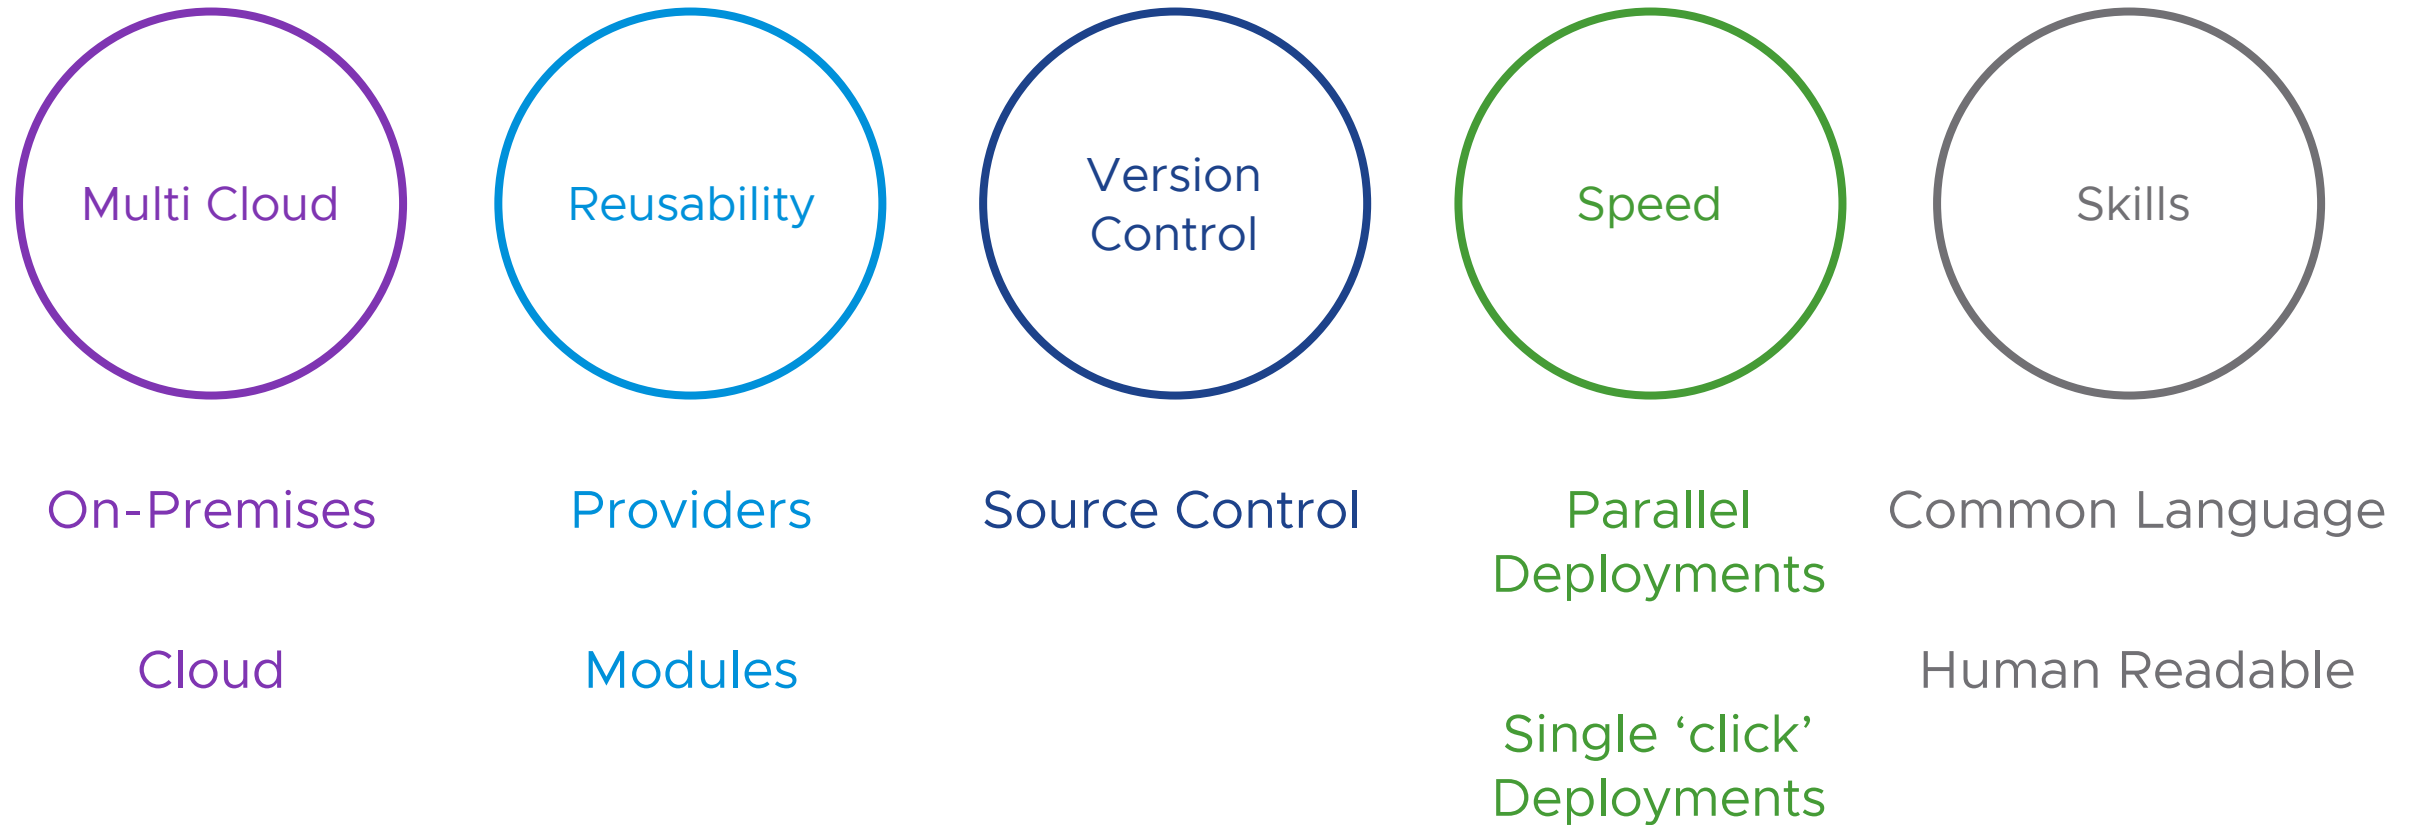 Multi Cloud
Reusability
Version
Control
Speed
Skills
On-Premises
Cloud
Providers
Modules
Source Control
Parallel
Deployments
Single ‘click’
Deployments
Common Language
Human Readable